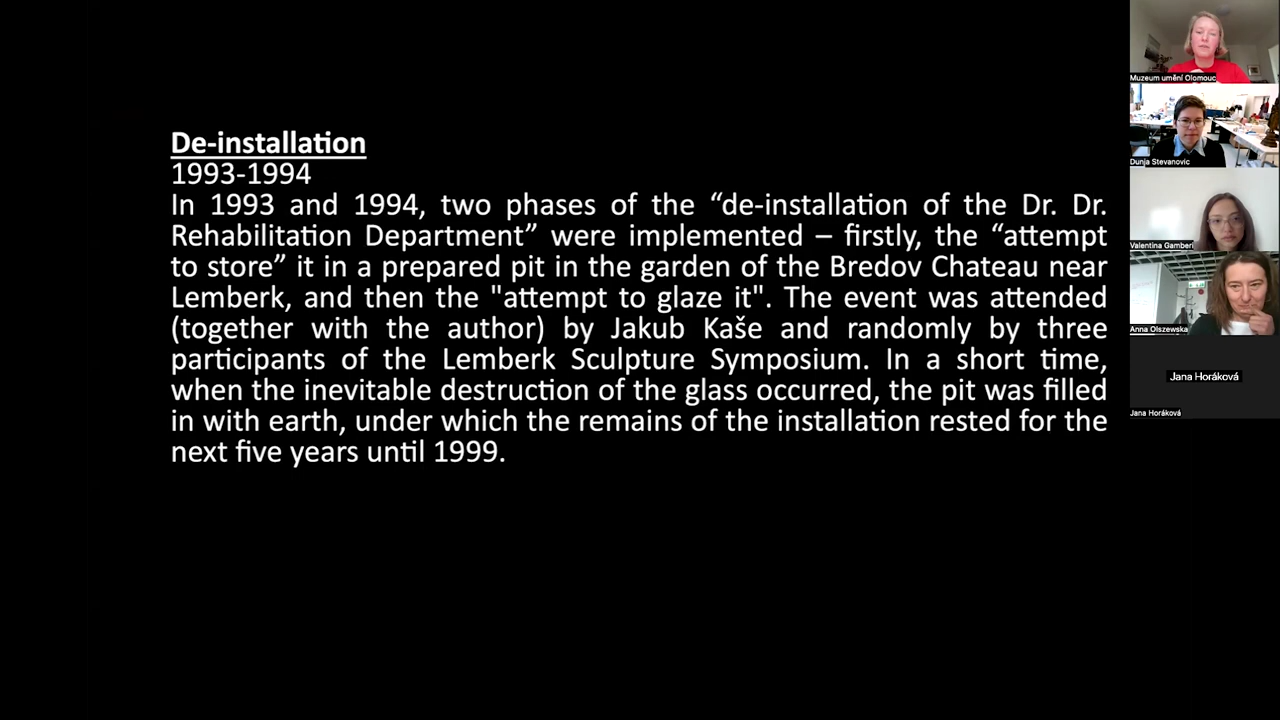 De-installation
1993-1994
In 1993 and 1994, two phases of the “de-installation of the Dr. Dr.
Rehabilitation Department” were implemented – firstly, the “attempt
to store” it in a prepared pit in the garden of the Bredov Chateau near
Lemberk, and then the "attempt to glaze it". The event was attended
(together with the author) by Jakub Kaše and randomly by three
participants of the Lemberk Sculpture Symposium. In a short time,
when the inevitable destruction of the glass occurred, the pit was filled
in with earth, under which the remains of the installation rested for the
next five years until 1999.
Muzeum umění Olomouc
Dunja Stevanovic
Valentina Gamberi
Anna Olszewska
Jana Horáková
Jana Horáková